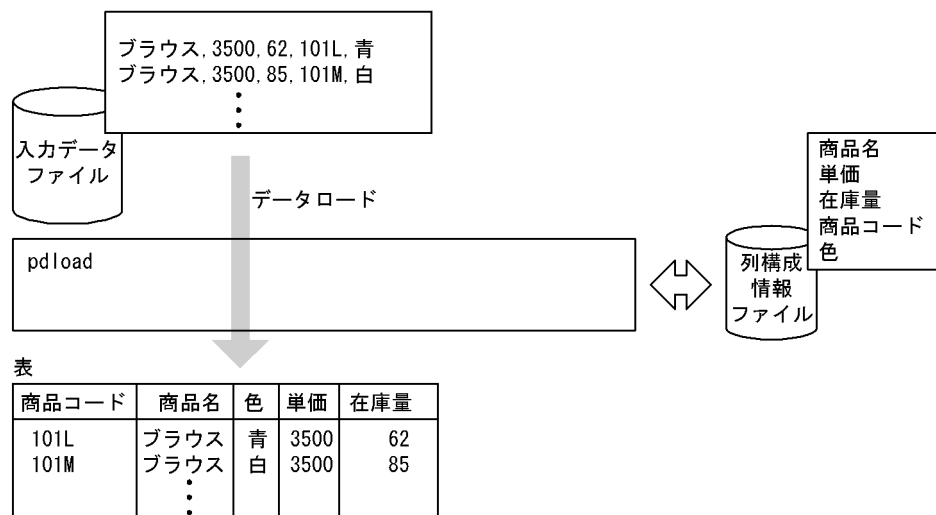 ブラウス,3500,62,101L,青
ブラウス,3500,85,101M,白
入力データ
ファイル
データロード
商品名
単価
在庫量
商品コード
色
pdload
列構成
情報
ファイル
表
商品コード 商品名 色 単価 在庫量
101L ブラウス 青 3500 62
101M ブラウス 白 3500 85